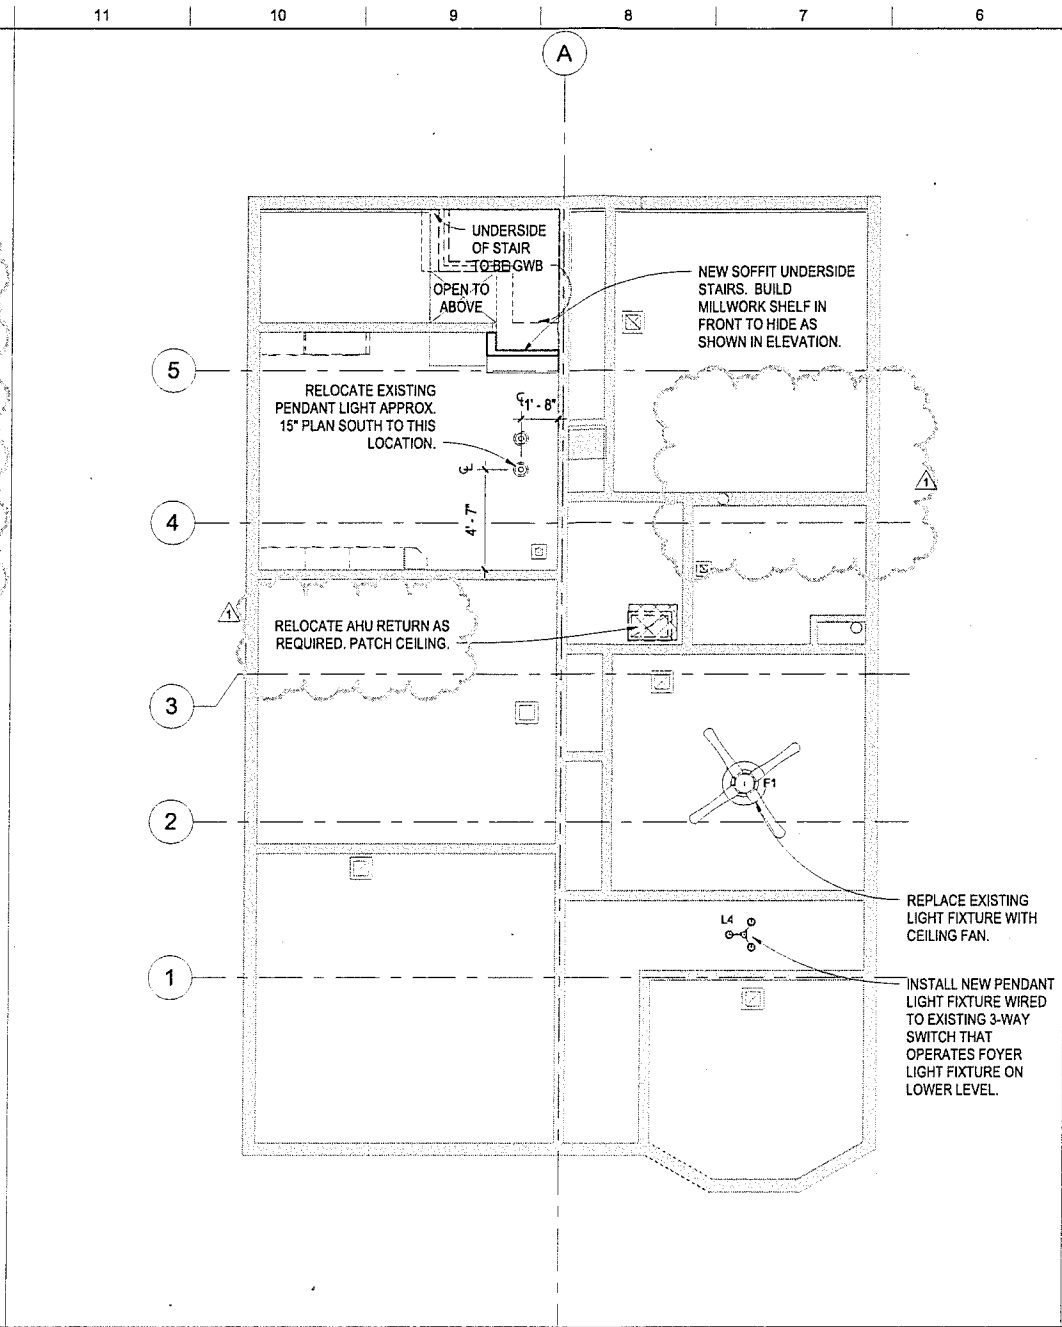 11
10
9
8
7
6
A
UNDERSIDE
OF STAIR
TO BE GWB
OPEN TO
ABOVE
NEW SOFFIT UNDERSIDE
STAIRS. BUILD
MILLWORK SHELF IN
FRONT TO HIDE AS
SHOWN IN ELEVATION.
5
RELOCATE EXISTING
PENDANT LIGHT APPROX.
15" PLAN SOUTH TO THIS
LOCATION.
1' - 8"
4' - 7"
1
4
1
RELOCATE AHU RETURN AS
REQUIRED. PATCH CEILING.
3
F1
2
REPLACE EXISTING
LIGHT FIXTURE WITH
CEILING FAN.
L4
1
INSTALL NEW PENDANT
LIGHT FIXTURE WIRED
TO EXISTING 3-WAY
SWITCH THAT
OPERATES FOYER
LIGHT FIXTURE ON
LOWER LEVEL.